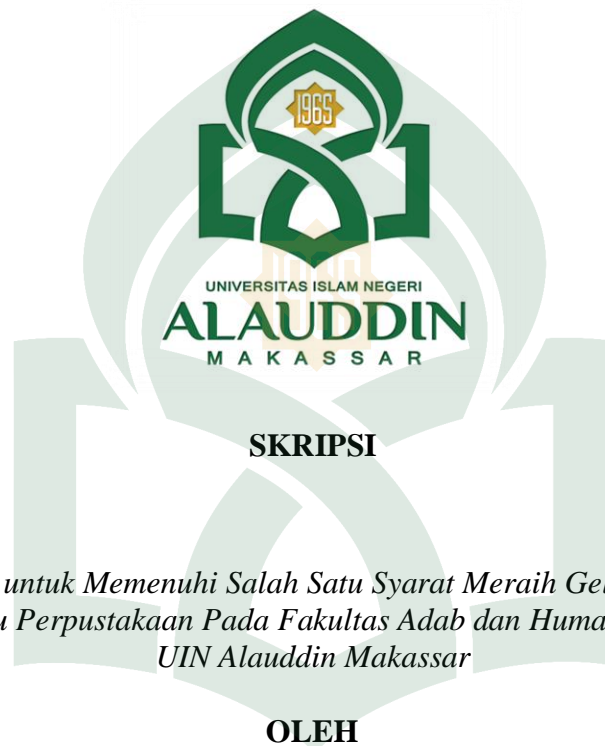 1965
UNIVERSITAS ISLAM NEGERI
ALAUDDIN
MAKASSAR
SKRIPSI
untuk Memenuhi Salah Satu Syarat Meraih
Perpustakaan Pada Fakultas Adab dan
UIN Alauddin Makassar
OLEH